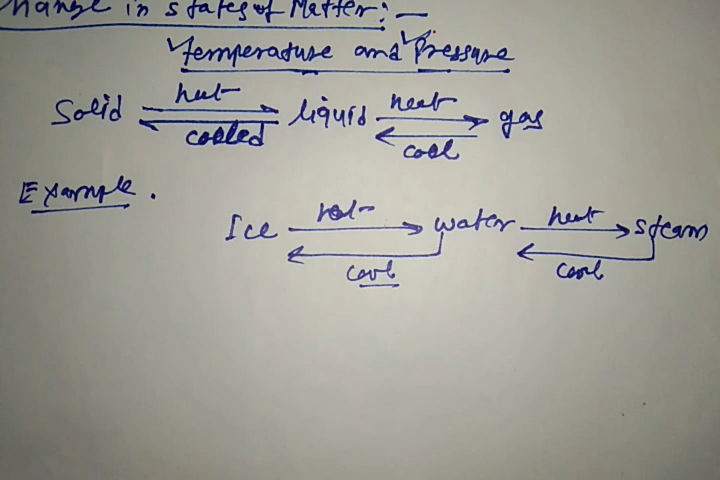 Change in states of Matter:-
Temperature and Pressure
Solid heat liquid heat gas
cooled cool
Example.
Ice heat water heat steam
cool cool